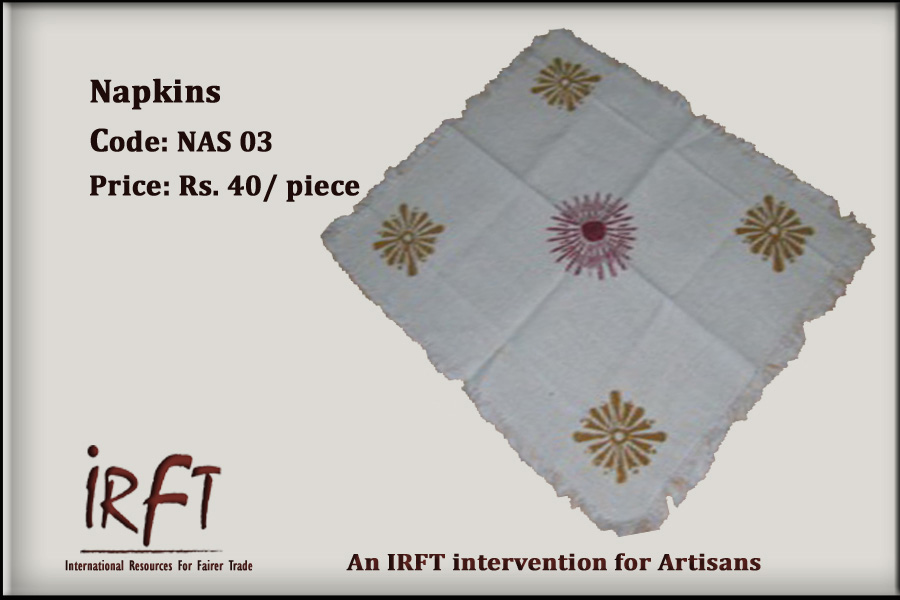 Napkins
Code: NAS 03
Price: Rs. 40/ piece
IRFT
International Resources For Fairer Trade
An IRFT intervention for Artisans